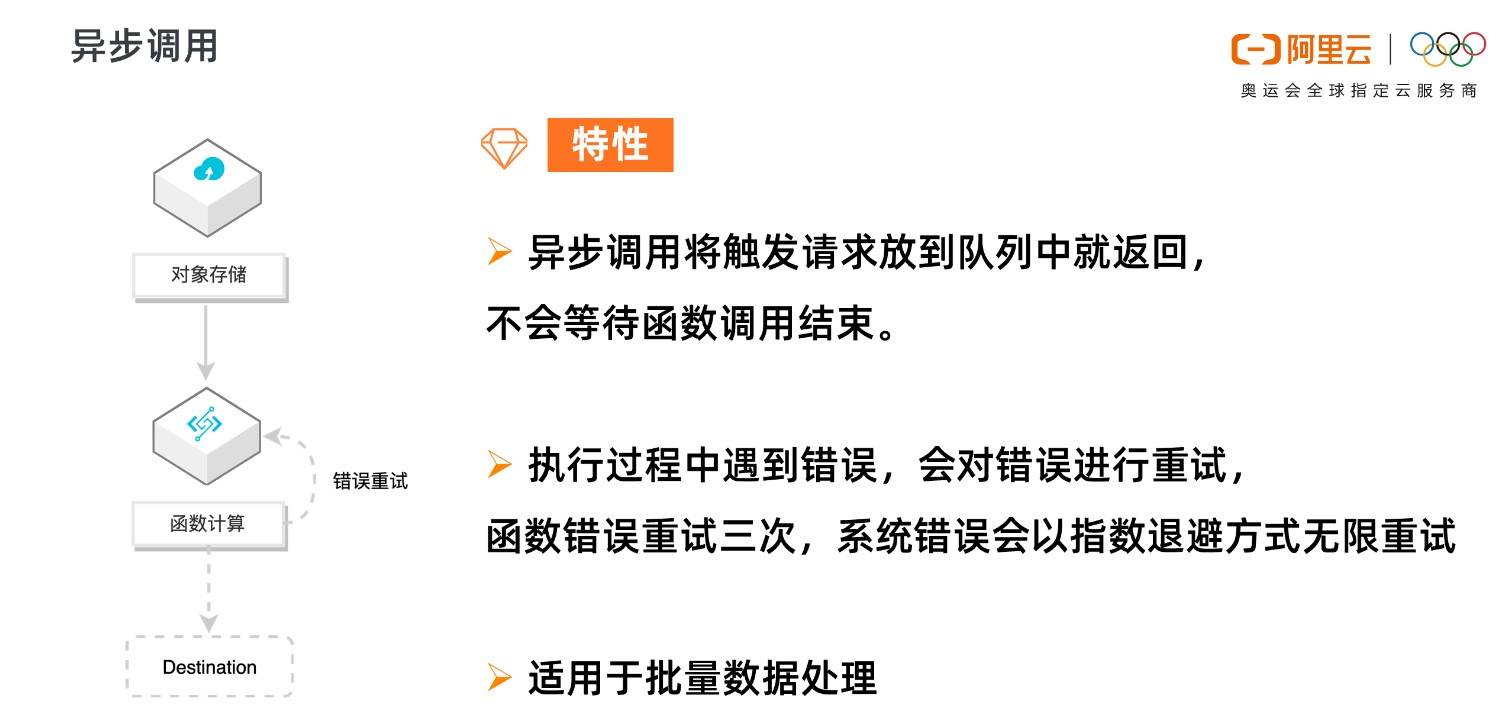 异步调用
阿里云
奥运会全球指定云服务商
特性
异步调用将触发请求放到队列中就返回，
不会等待函数调用结束。
执行过程中遇到错误，会对错误进行重试，
函数错误重试三次，系统错误会以指数退避方式无限重试
适用于批量数据处理
对象存储
错误重试
函数计算
Destination